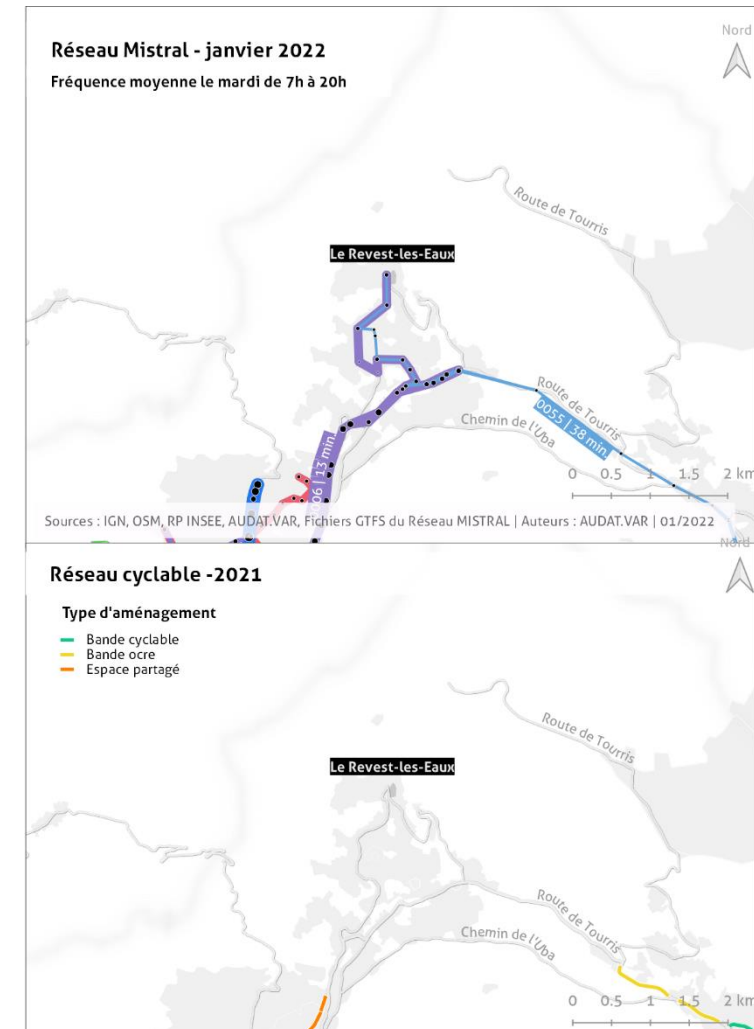 Réseau Mistral - janvier 2022
Nord
Fréquence moyenne le mardi de 7h à 20h
Route de Tourris
Le Revest-les-Eaux
Route de Tourris
0055 | 38 min.
Chemin de l'Uba
006 | 13 min.
0 0.5 1 1.5 2 km
Sources : IGN, OSM, RP INSEE, AUDAT.VAR, Fichiers GTFS du Réseau MISTRAL | Auteurs : AUDAT.VAR | 01/2022
Nord
Réseau cyclable -2021
Type d'aménagement
Bande cyclable
Bande ocre
Espace partagé
Route de Tourris
Le Revest-les-Eaux
Route de Tourris
Chemin de l'Uba
0 0.5 1 1.5 2 km